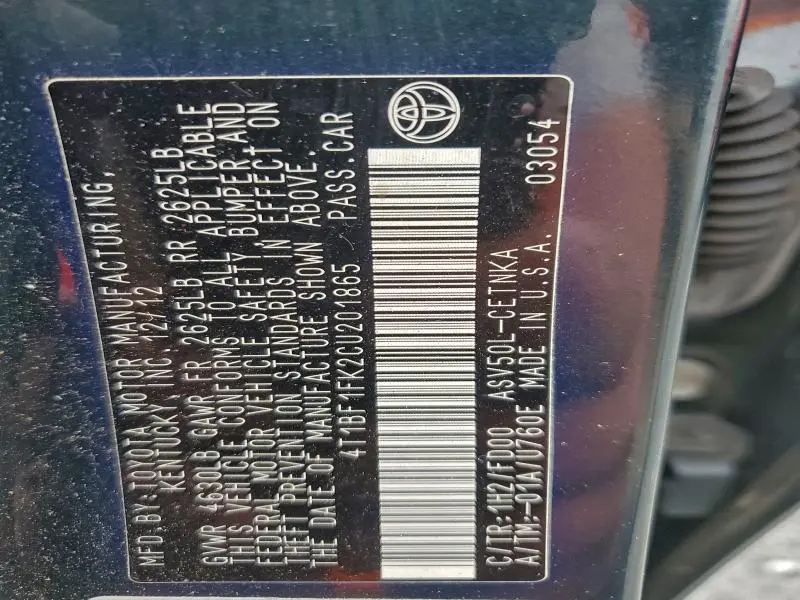 MFD.BY:TOYOTA MOTOR MANUFACTURING,
KENTUCKY, INC. 12/12
GVWR 4630LB GAWR FR 2625LB RR 2625LB
THIS VEHICLE CONFORMS TO ALL APPLICABLE
FEDERAL MOTOR VEHICLE SAFETY, BUMPER, AND
THEFT PREVENTION STANDARDS IN EFFECT ON
THE DATE OF MANUFACTURE SHOWN ABOVE.
4T1BF1FK2CU201865 PASS.CAR
C/TR:1H2/FD00 ASV50L-CETNKA
A/TM:-01A/U760E MADE IN U.S.A. 03054